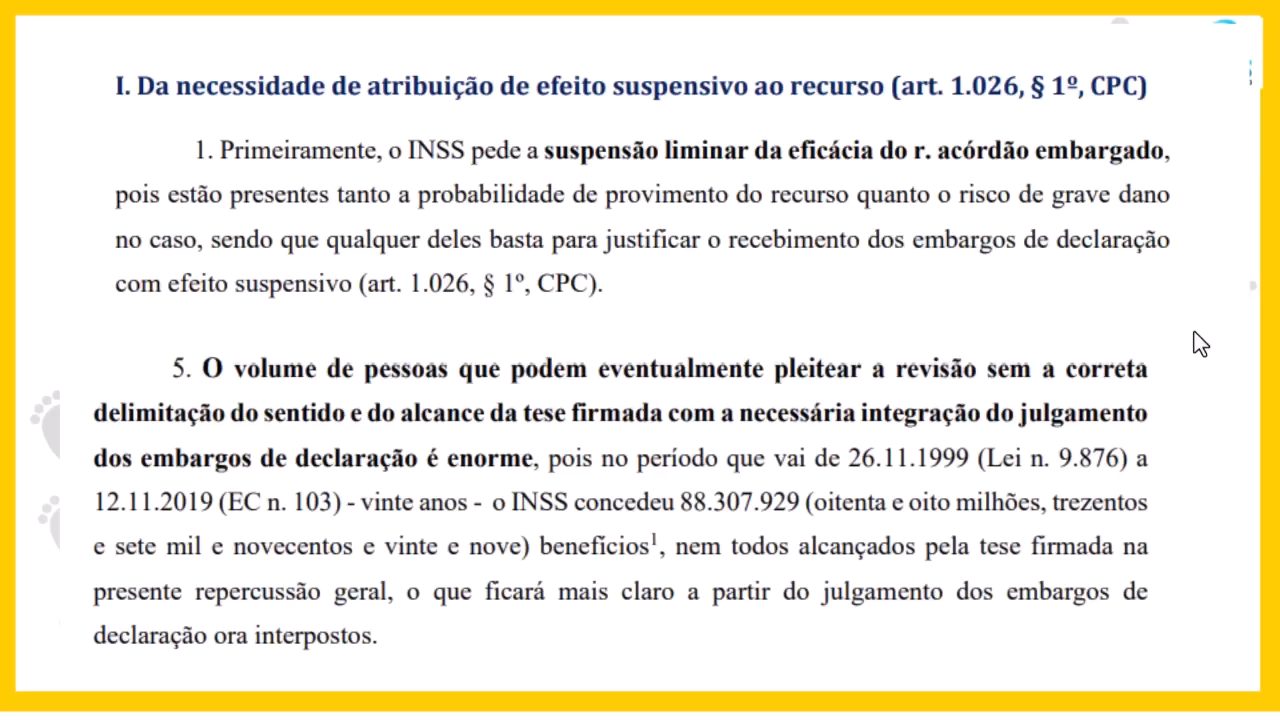 I. Da necessidade de atribuição de efeito suspensivo ao recurso (art. 1.026, § 1º, CPC)
1. Primeiramente, o INSS pede a suspensão liminar da eficácia do r. acórdão embargado,
pois estão presentes tanto a probabilidade de provimento do recurso quanto o risco de grave dano
no caso, sendo que qualquer deles basta para justificar o recebimento dos embargos de declaração
com efeito suspensivo (art. 1.026, § 1º, CPC).
5. O volume de pessoas que podem eventualmente pleitear a revisão sem a correta
delimitação do sentido e do alcance da tese firmada com a necessária integração do julgamento
dos embargos de declaração é enorme, pois no período que vai de 26.11.1999 (Lei n. 9.876) a
12.11.2019 (EC n. 103) - vinte anos - o INSS concedeu 88.307.929 (oitenta e oito milhões, trezentos
e sete mil e novecentos e vinte e nove) benefícios¹, nem todos alcançados pela tese firmada na
presente repercussão geral, o que ficará mais claro a partir do julgamento dos embargos de
declaração ora interpostos.